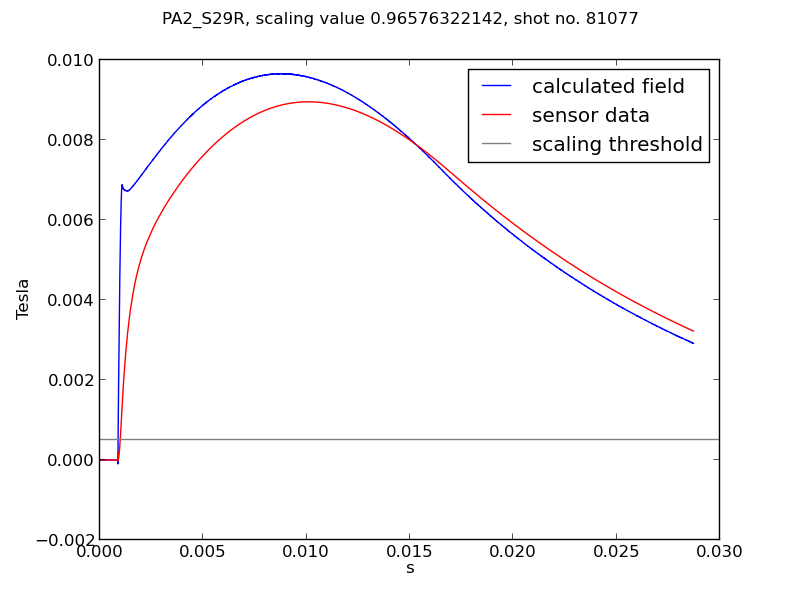 PA2_S29R, scaling value 0.96576322142, shot no. 81077
calculated field
sensor data
scaling threshold
Tesla
0.010
0.008
0.006
0.004
0.002
0.000
−0.002
0.000 0.005 0.010 0.015 0.020 0.025 0.030
s